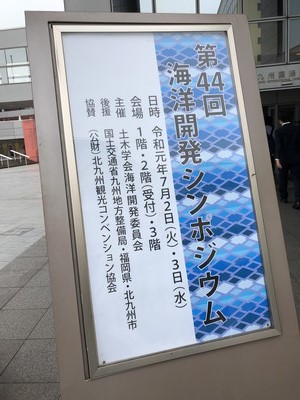 第44回
海洋開発シンポジウム
日時 令和元年7月2日(火)・3日(水)
会場 1階・2階(受付)・3階
主催 土木学会海洋開発委員会
後援 国土交通省九州地方整備局・福岡県・北九州市
協賛 (公財)北九州観光コンベンション協会
九州国際